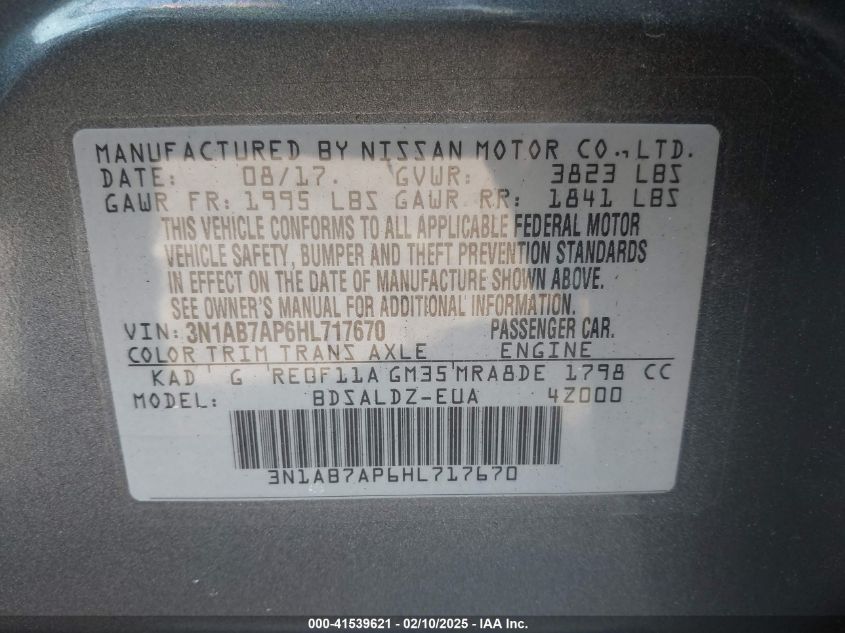 MANUFACTURED BY NISSAN MOTOR CO., LTD.
DATE: 08/17. GVWR: 3823 LBS
GAWR FR: 1995 LBS GAWR RR: 1841 LBS
THIS VEHICLE CONFORMS TO ALL APPLICABLE FEDERAL MOTOR
VEHICLE SAFETY, BUMPER AND THEFT PREVENTION STANDARDS
IN EFFECT ON THE DATE OF MANUFACTURE SHOWN ABOVE.
SEE OWNER'S MANUAL FOR ADDITIONAL INFORMATION.
VIN: 3N1AB7AP6HL717670 PASSENGER CAR.
COLOR TRIM TRANS AXLE ENGINE
KAD G RE0F11A GM35 MRA8DE 1798 CC
MODEL: BDSALDZ-EUA 4Z000
3N1AB7AP6HL717670
000-41539621 - 02/10/2025 - IAA Inc.